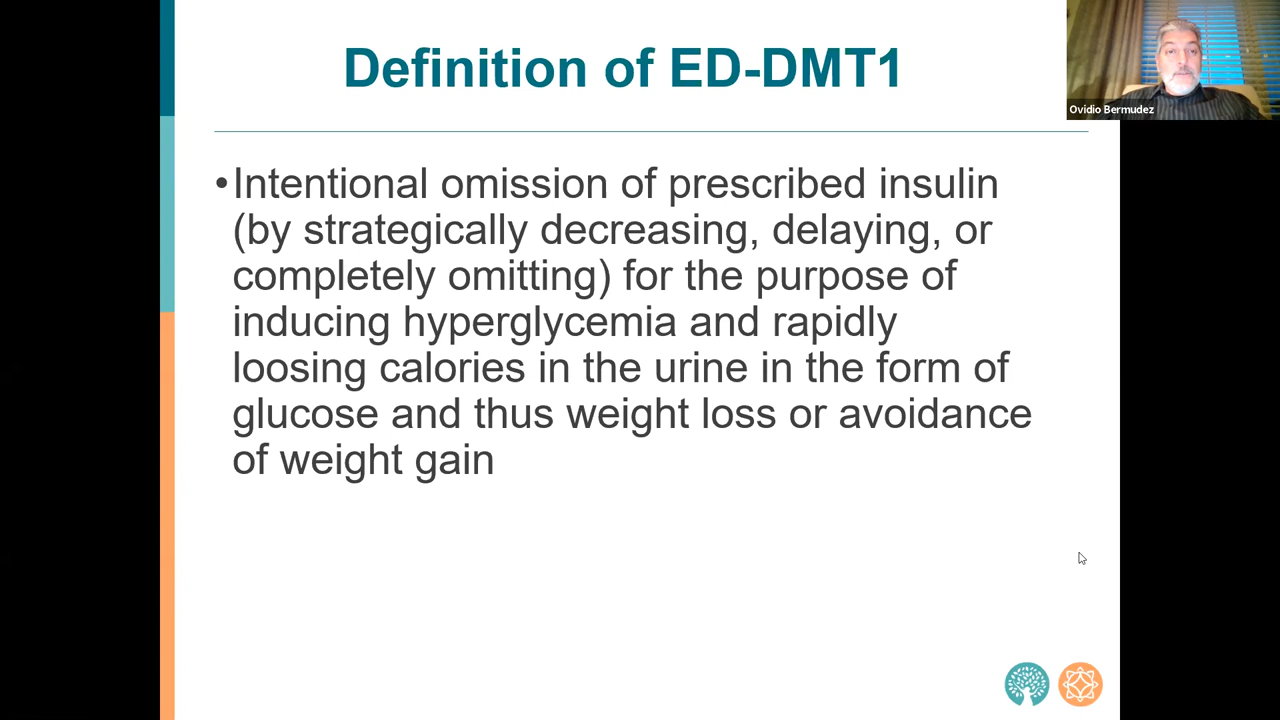 Definition of ED-DMT1
Ovidio Bermudez
•Intentional omission of prescribed insulin
(by strategically decreasing, delaying, or
completely omitting) for the purpose of
inducing hyperglycemia and rapidly
loosing calories in the urine in the form of
glucose and thus weight loss or avoidance
of weight gain